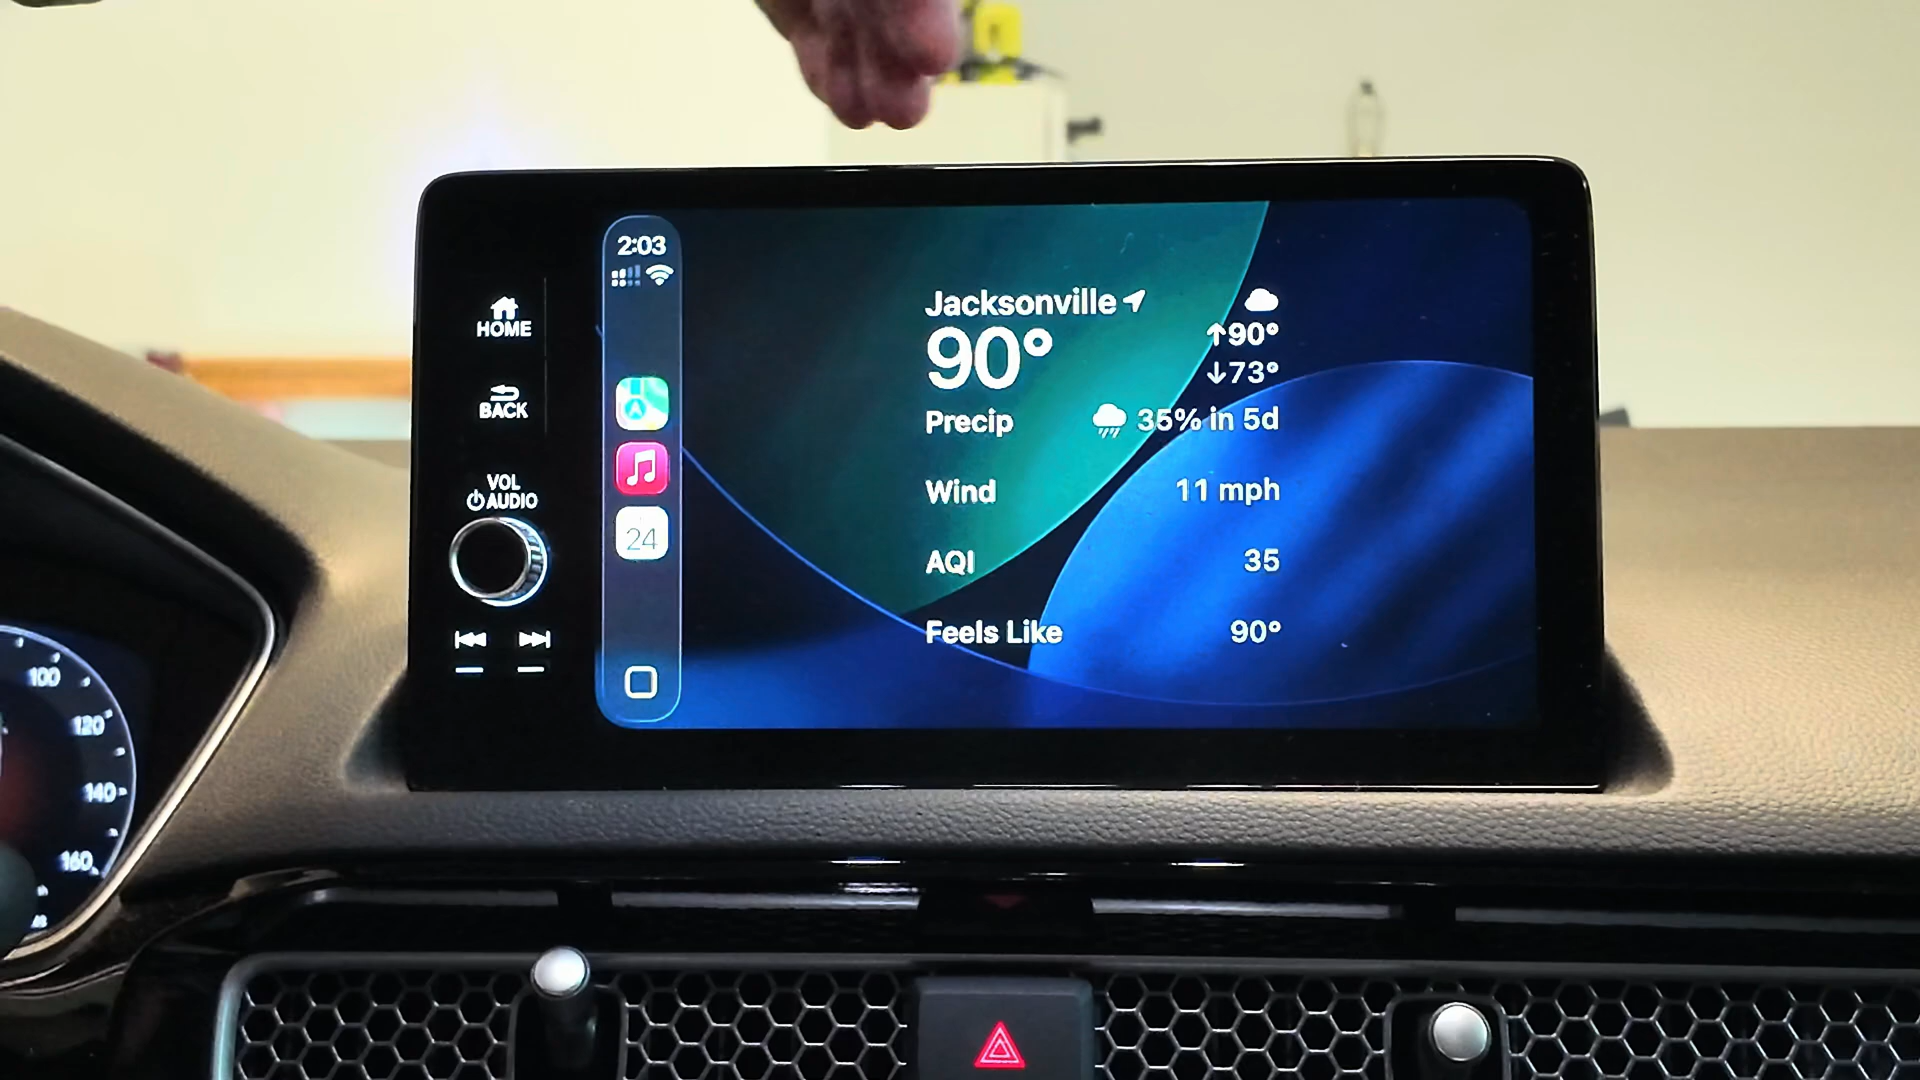 HOME
BACK
VOL
AUDIO
2:03
24
Jacksonville
90°
↑90°
↓73°
Precip 35% in 5d
Wind 11 mph
AQI 35
Feels Like 90°
100
120
140
160